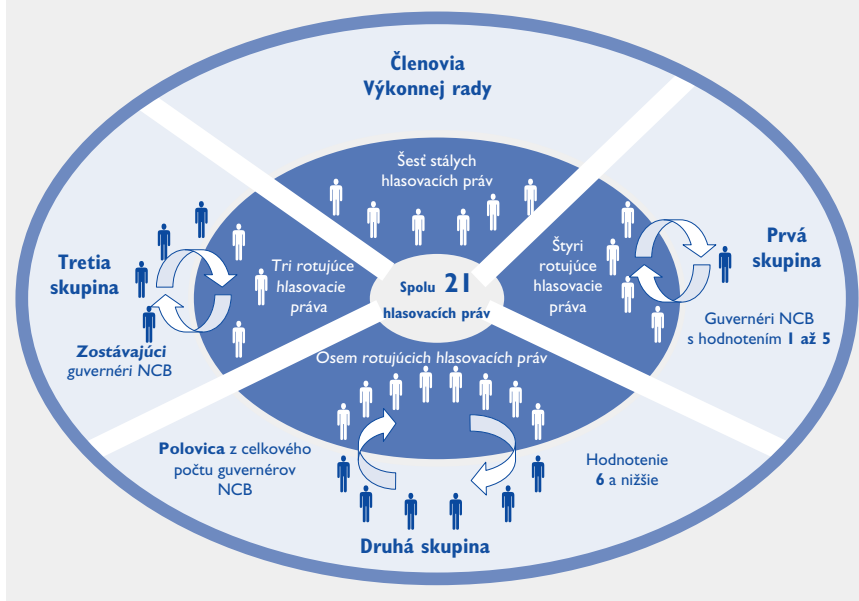 Členovia
Výkonnej rady
Šesť stálych
hlasovacích práv
Tretia
skupina
Tri rotujúce
hlasovacie
práva
Spolu 21
hlasovacích práv
Štyri
rotujúce
hlasovacie
práva
Prvá
skupina
Guvernéri NCB
s hodnotením 1 až 5
Zostávajúci
guvernéri NCB
Osem rotujúcich hlasovacích práv
Polovica z celkového
počtu guvernérov
NCB
Hodnotenie
6 a nižšie
Druhá skupina